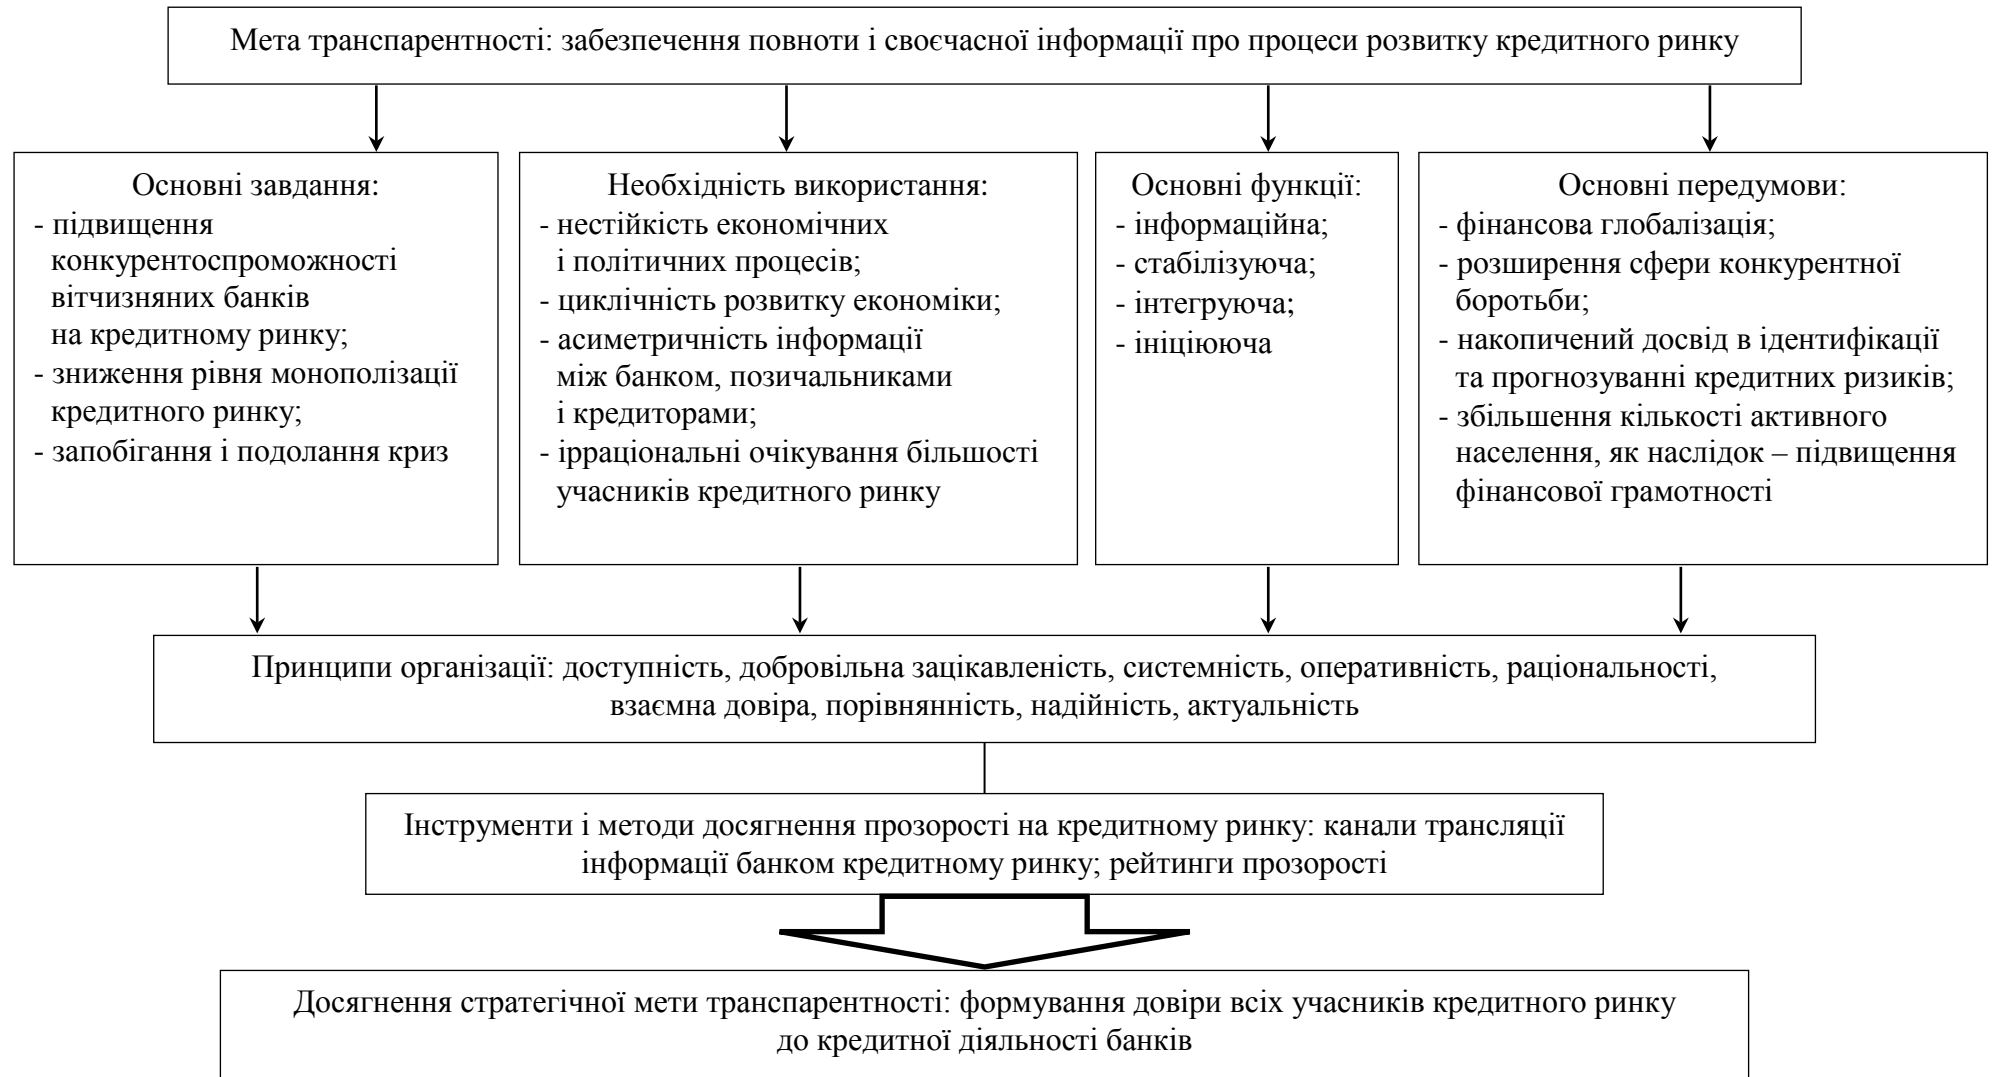 Мета транспарентності: забезпечення повноти і своєчасної інформації про процеси розвитку кредитного ринку
Основні завдання:
- підвищення
конкурентоспроможності
вітчизняних банків
на кредитному ринку;
- зниження рівня монополізації
кредитного ринку;
- запобігання і подолання криз
Необхідність використання:
- нестійкість економічних
і політичних процесів;
- циклічність розвитку економіки;
- асиметричність інформації
між банком, позичальниками
і кредиторами;
- ірраціональні очікування більшості
учасників кредитного ринку
Основні функції:
- інформаційна;
- стабілізуюча;
- інтегруюча;
- ініціююча
Основні передумови:
- фінансова глобалізація;
- розширення сфери конкурентної
боротьби;
- накопичений досвід в ідентифікації
та прогнозуванні кредитних ризиків;
- збільшення кількості активного
населення, як наслідок – підвищення
фінансової грамотності
Принципи організації: доступність, добровільна зацікавленість, системність, оперативність, раціональності,
взаємна довіра, порівнянність, надійність, актуальність
Інструменти і методи досягнення прозорості на кредитному ринку: канали трансляції
інформації банком кредитному ринку; рейтинги прозорості
Досягнення стратегічної мети транспарентності: формування довіри всіх учасників кредитного ринку
до кредитної діяльності банків